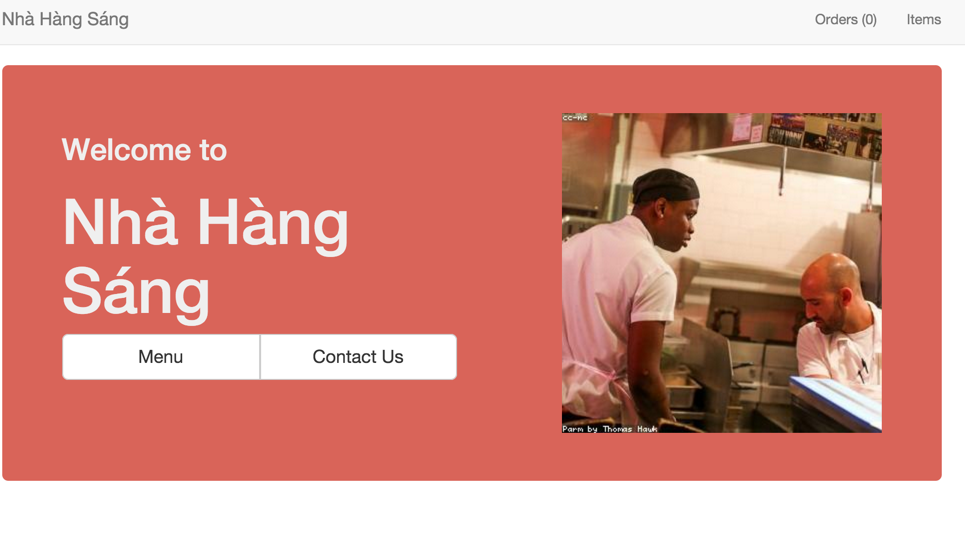 Nhà Hàng Sáng
Orders (0)
Items
Welcome to
Nhà Hàng
Sáng
Menu
Contact Us
cc-nc
Parm by Thomas Hawk